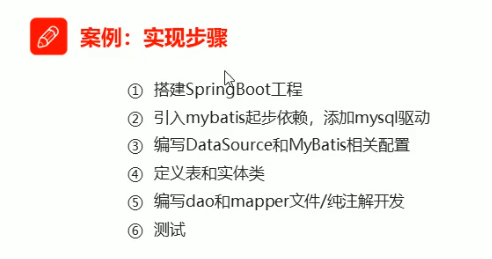 案例：实现步骤
① 搭建SpringBoot工程
② 引入mybatis起步依赖，添加mysql驱动
③ 编写DataSource和MyBatis相关配置
④ 定义表和实体类
⑤ 编写dao和mapper文件/纯注解开发
⑥ 测试